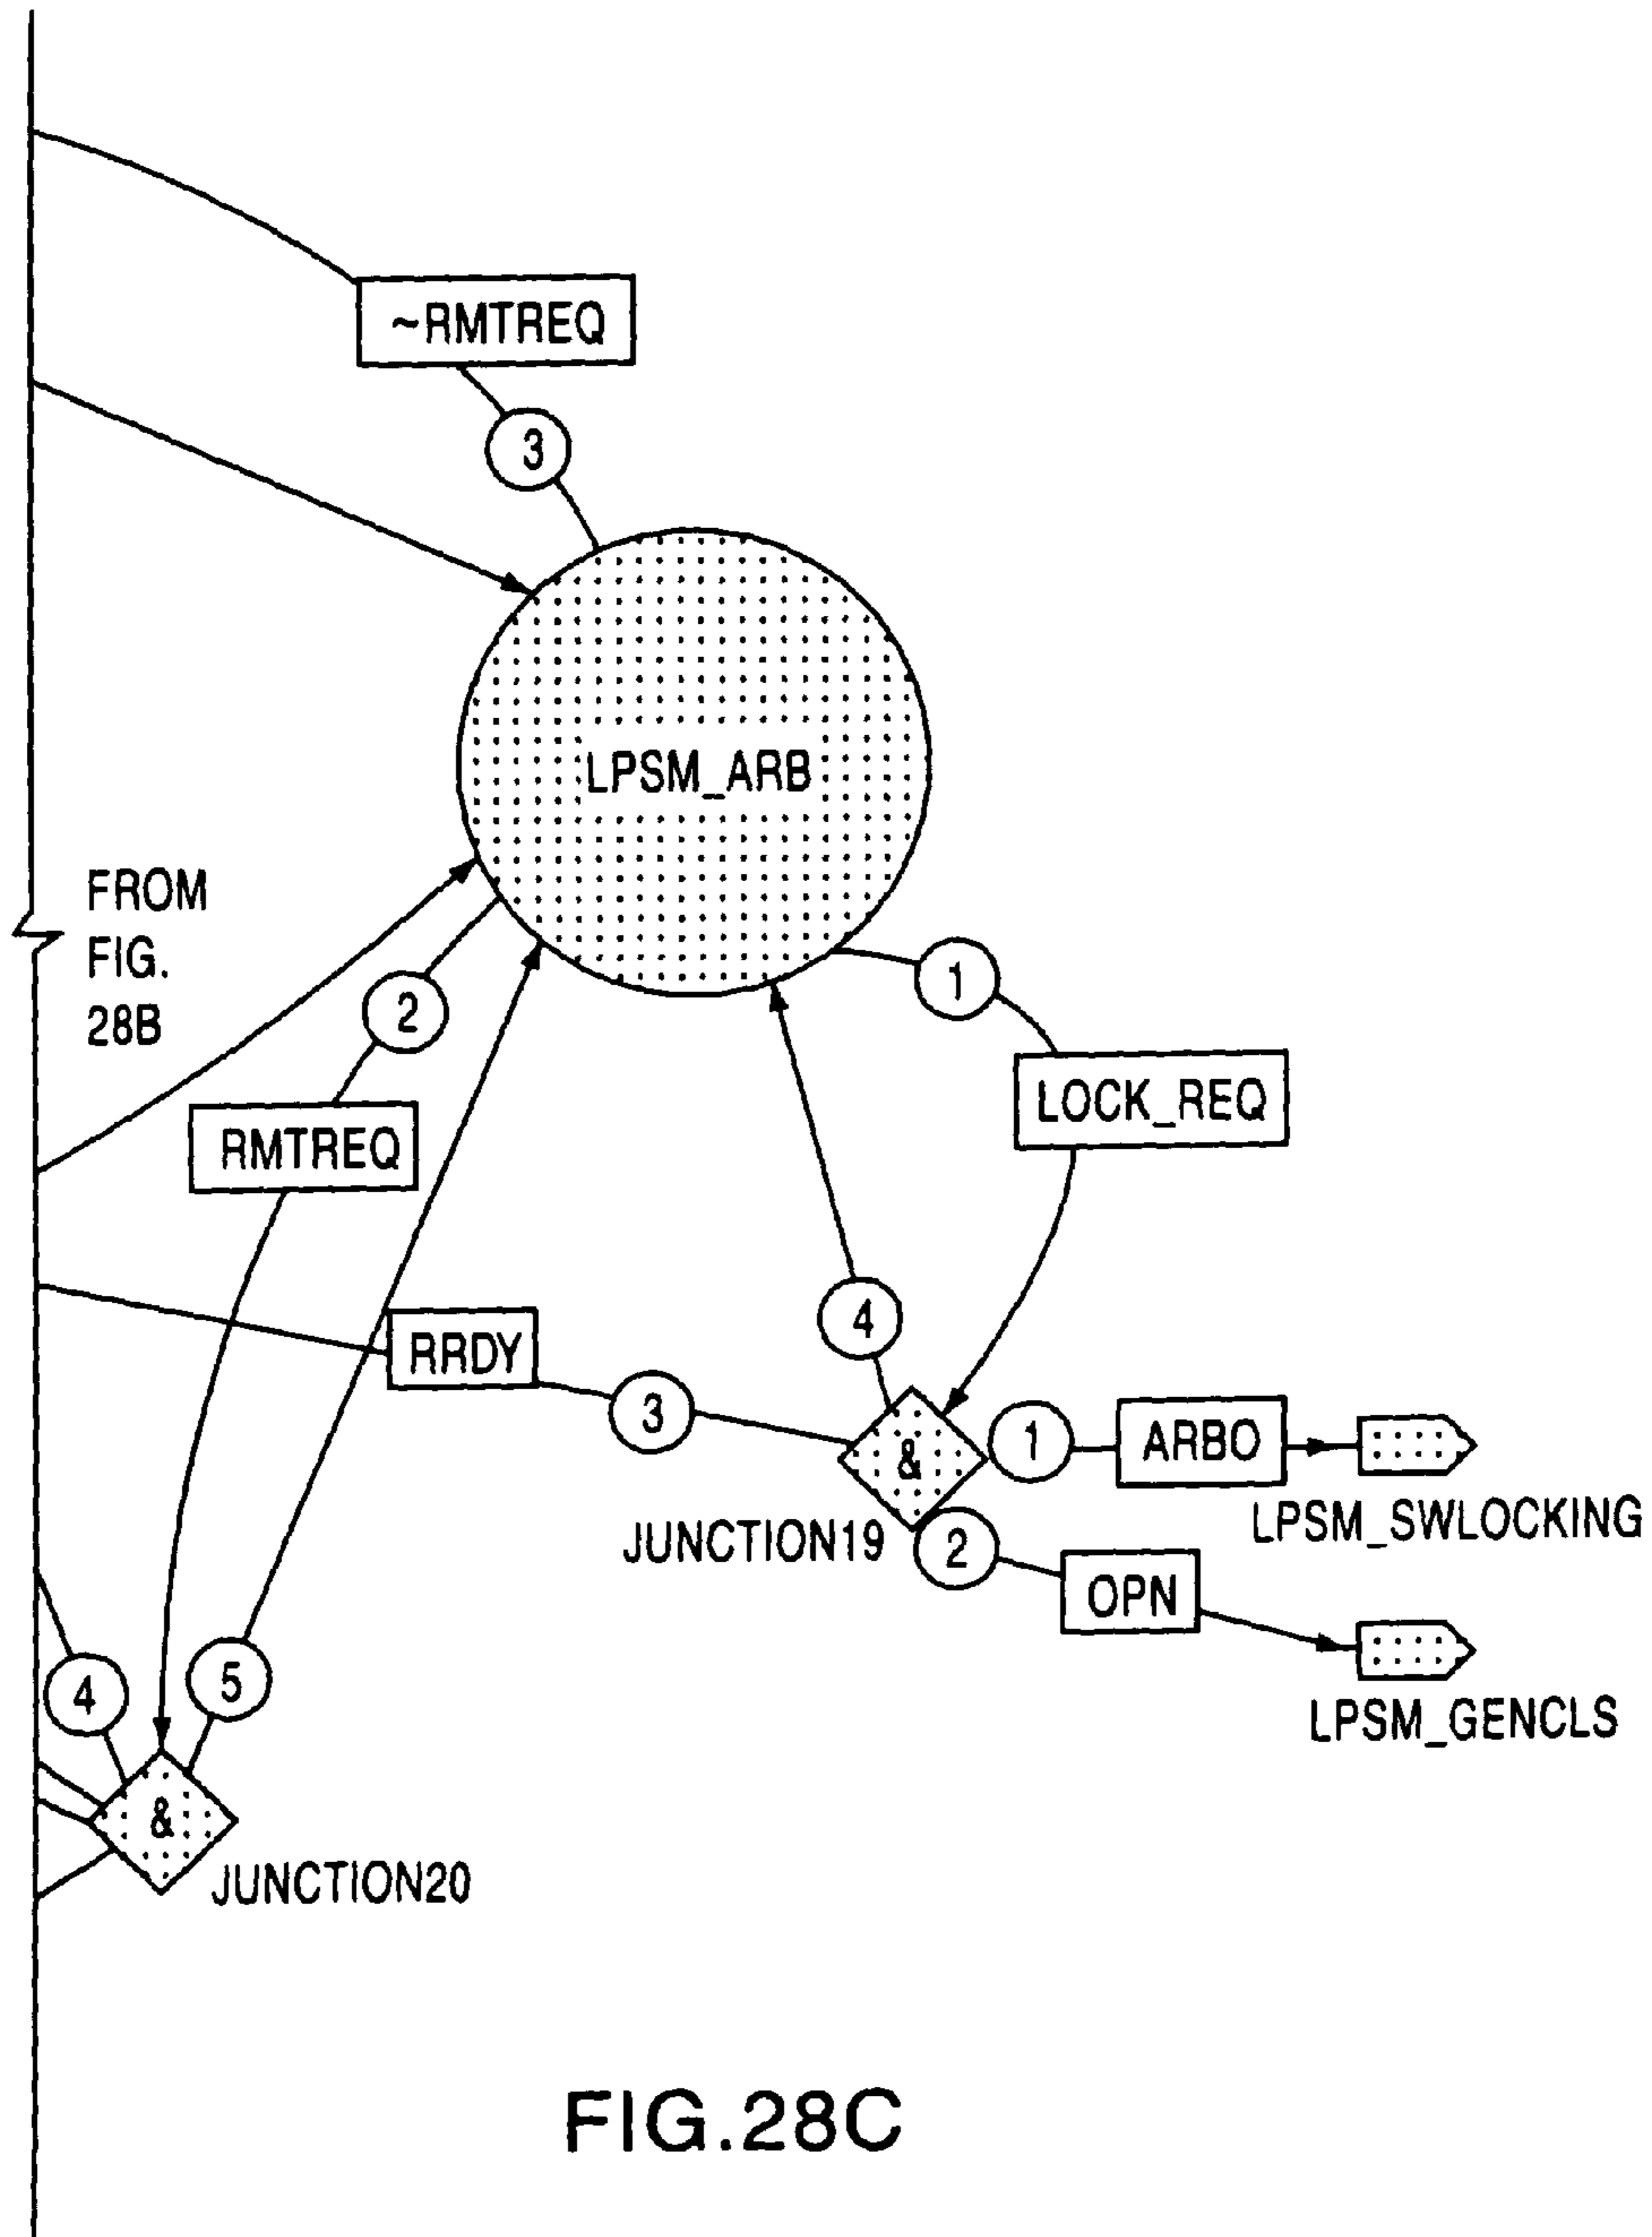 ~RMTREQ
3
LPSM_ARB
FROM
FIG.
28B
2
1
LOCK_REQ
RMTREQ
4
RRDY
3
&
1
ARBO
LPSM_SWLOCKING
JUNCTION19
2
OPN
4
5
LPSM_GENCLS
&
JUNCTION20
FIG.28C